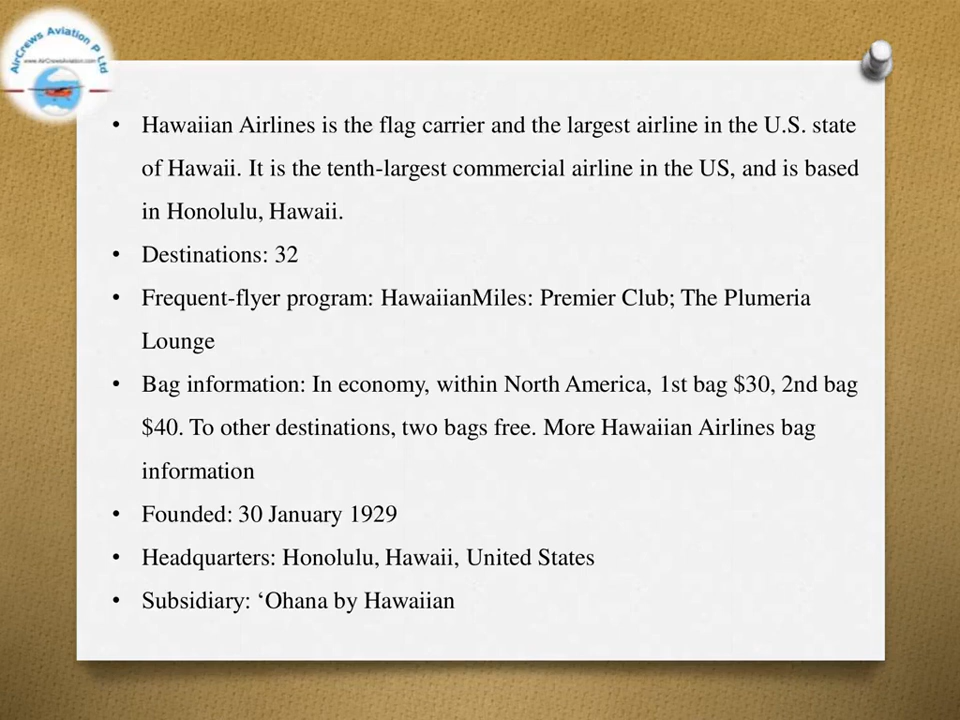 AirCrews Aviation P Ltd
www.AirCrewsAviation.com
• Hawaiian Airlines is the flag carrier and the largest airline in the U.S. state
of Hawaii. It is the tenth-largest commercial airline in the US, and is based
in Honolulu, Hawaii.
• Destinations: 32
• Frequent-flyer program: HawaiianMiles: Premier Club; The Plumeria
Lounge
• Bag information: In economy, within North America, 1st bag $30, 2nd bag
$40. To other destinations, two bags free. More Hawaiian Airlines bag
information
• Founded: 30 January 1929
• Headquarters: Honolulu, Hawaii, United States
• Subsidiary: ‘Ohana by Hawaiian